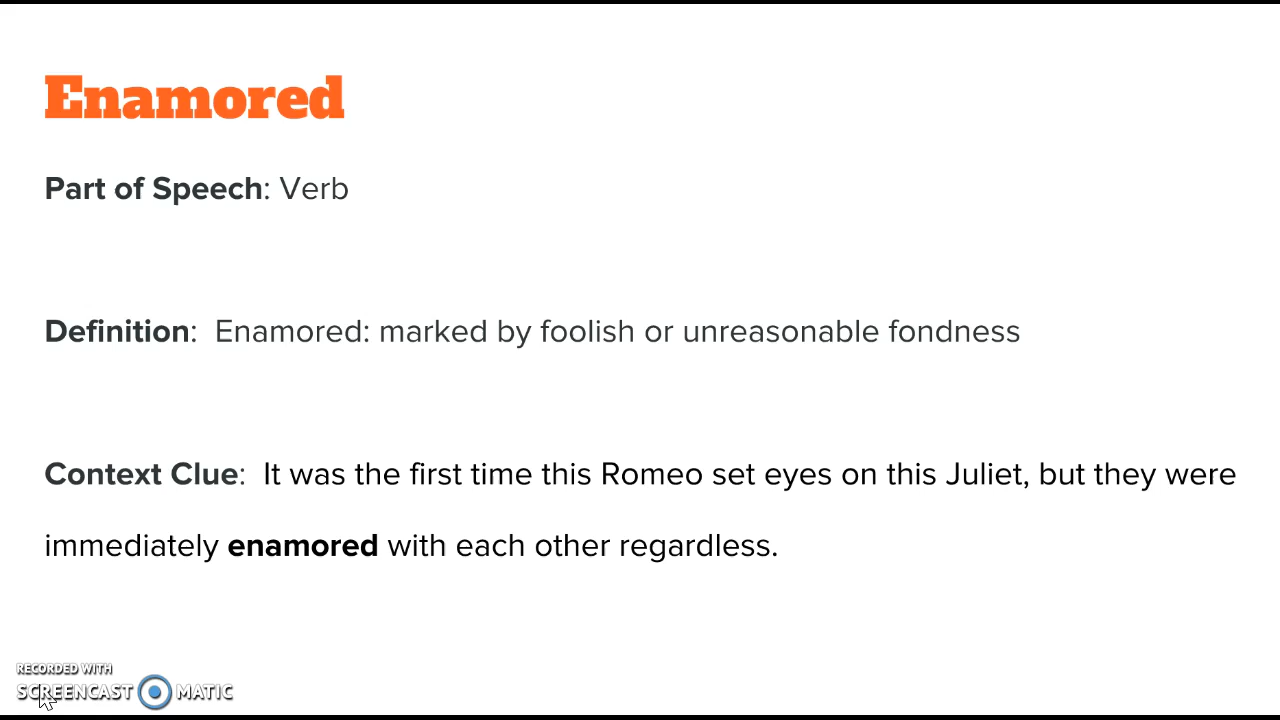 Enamored
Part of Speech: Verb
Definition:  Enamored: marked by foolish or unreasonable fondness
Context Clue:  It was the first time this Romeo set eyes on this Juliet, but they were
immediately enamored with each other regardless.
RECORDED WITH
SCREENCAST MATIC